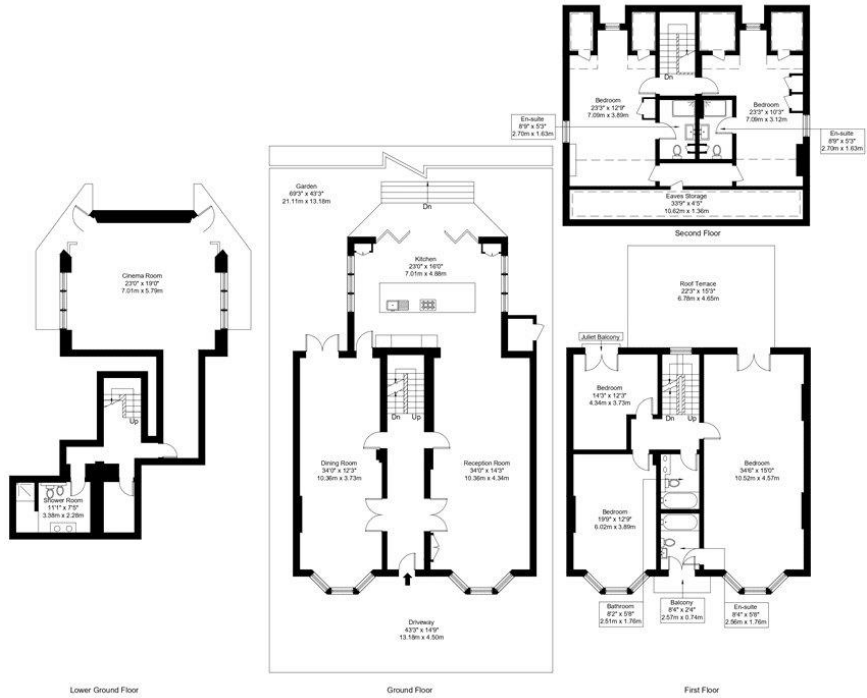 Cinema Room
23'0" x 19'0"
7.01m x 5.79m
Up
Shower Room
11'1" x 7'5"
3.38m x 2.28m
Lower Ground Floor
Garden
69'3" x 43'3"
21.11m x 13.18m
Dn
Kitchen
23'0" x 16'0"
7.01m x 4.88m
Dn
Up
Dining Room
34'0" x 12'3"
10.36m x 3.73m
Reception Room
34'0" x 14'3"
10.36m x 4.34m
Driveway
43'3" x 14'9"
13.18m x 4.50m
Ground Floor
Dn
Bedroom
23'3" x 12'9"
7.09m x 3.89m
Bedroom
23'3" x 10'3"
7.09m x 3.12m
En-suite
8'9" x 5'3"
2.70m x 1.63m
En-suite
8'9" x 5'3"
2.70m x 1.63m
Eaves Storage
33'9" x 4'5"
10.62m x 1.36m
Second Floor
Roof Terrace
22'3" x 15'3"
6.78m x 4.65m
Juliet Balcony
Bedroom
14'3" x 12'3"
4.34m x 3.73m
Dn
Up
Bedroom
34'6" x 15'0"
10.52m x 4.57m
Bedroom
19'9" x 12'9"
6.02m x 3.89m
Bathroom
8'2" x 5'8"
2.51m x 1.76m
Balcony
8'4" x 2'4"
2.57m x 0.74m
En-suite
8'4" x 5'8"
2.56m x 1.76m
First Floor